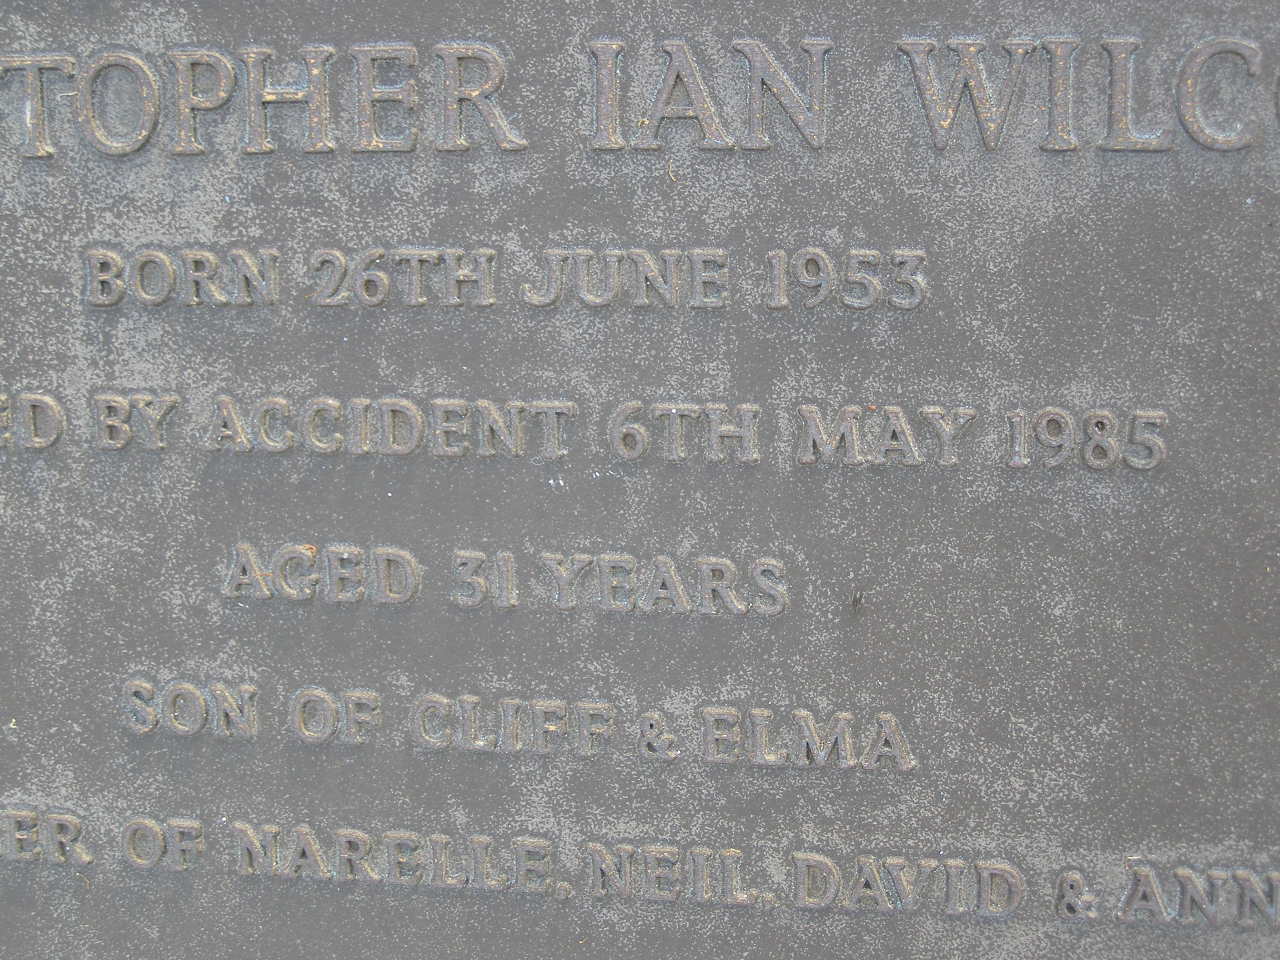 TOPHER IAN WILC
BORN 26TH JUNE 1953
ED BY ACCIDENT 6TH MAY 1985
AGED 31 YEARS
SON OF CLIFF & ELMA
ER OF NARELLE, NEIL, DAVID & ANN